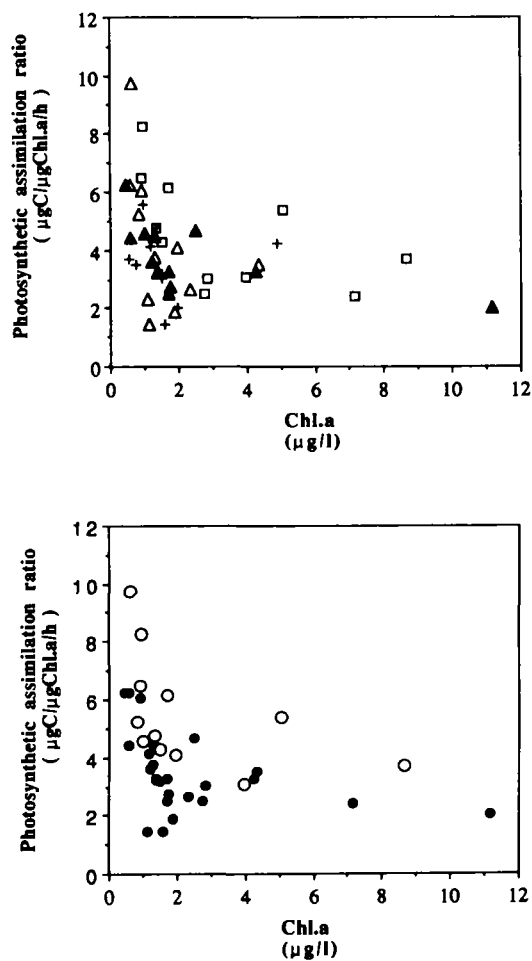 12
10
8
6
4
2
0
Photosynthetic assimilation ratio
( µgC/µgChl.a/h )
0 2 4 6 8 10 12
Chl.a
(µg/l)
12
10
8
6
4
2
0
Photosynthetic assimilation ratio
( µgC/µgChl.a/h )
0 2 4 6 8 10 12
Chl.a
(µg/l)